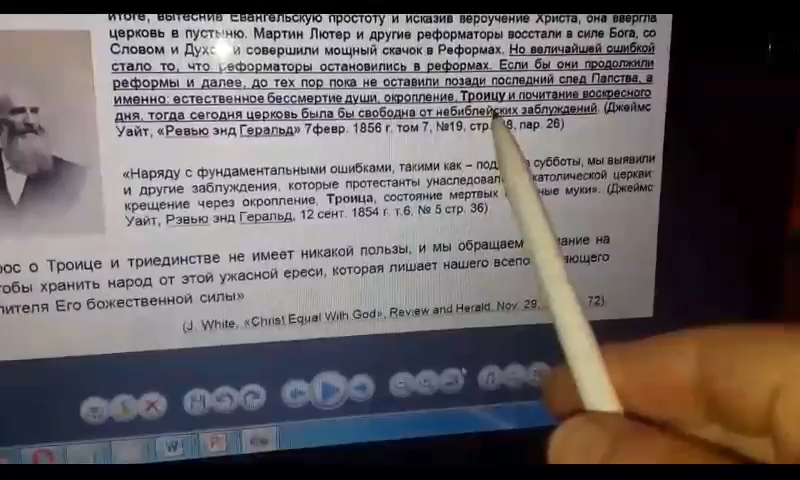 итоге, вытеснив Евангельскую простоту и исказив вероучение Христа, она ввергла
церковь в пустыню. Мартин Лютер и другие реформаторы восстали в силе Бога, со
Словом и и совершили мощный скачок в Реформах. Но величайшей ошибкой
стало то, что реформаторы остановились в реформах. Если бы они продолжили
реформы и далее, до тех пор пока не оставили позади последний след Папства, а
именно: естественное бессмертие души, окропление, Троицу и почитание воскресного
дня, тогда сегодня церковь была бы свободна от небиблейских заблуждений. (Джеймс
Уайт, «Ревью энд Геральд» 7февр. 1856 г. том 7, №19, пар. 26)
«Наряду с фундаментальными ошибками, такими как – субботы, мы выявили
и другие заблуждения, которые протестанты католической церкви:
крещение через окропление, Троица, состояние мертвых и муки». (Джеймс
Уайт, Рэвью энд Геральд, 12 сент. 1854 г. т.6, № 5 стр. 36)
о Троице и триединстве не имеет никакой пользы, и мы обращаем на
хранить народ от этой ужасной ереси, которая лишает нашего
Его божественной силы»
(J. White, «Christ Equal With God», Review and Herald, Nov. 29, 72)